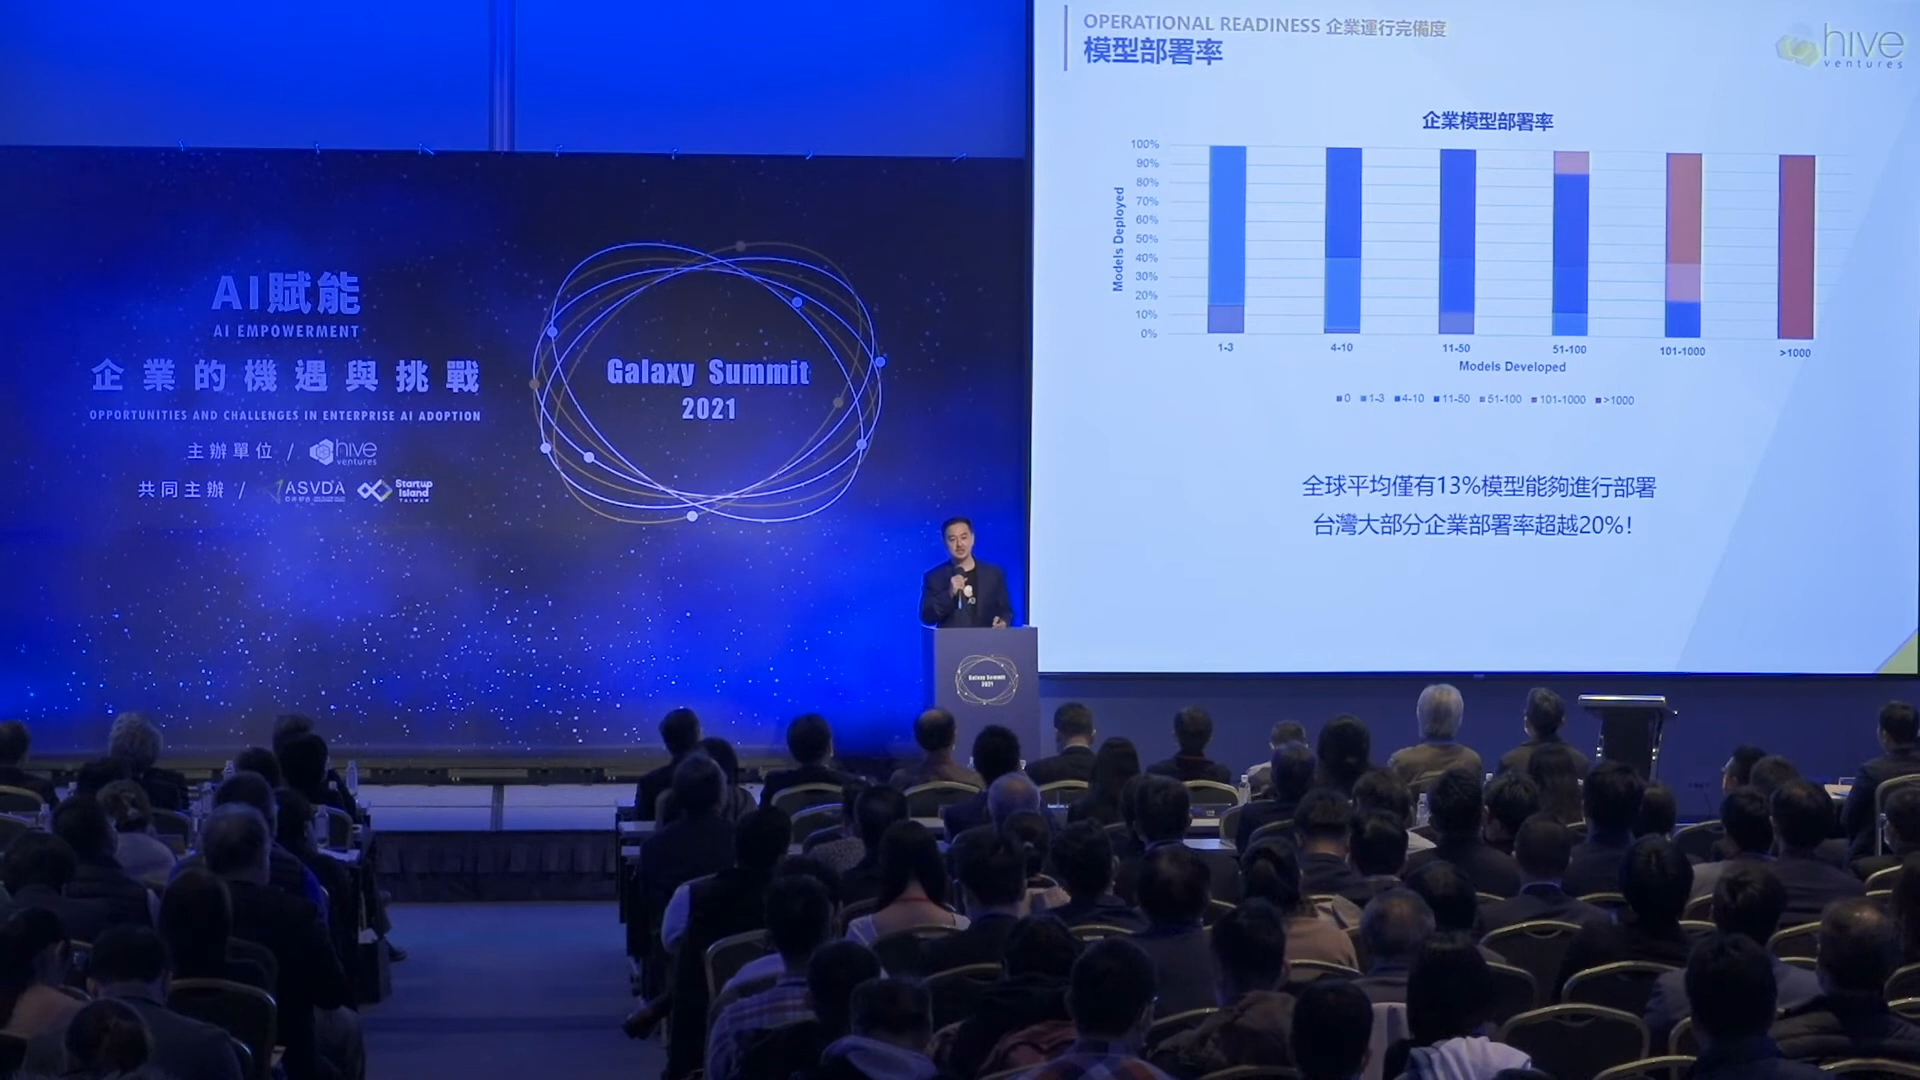 AI賦能
AI EMPOWERMENT
企業的機遇與挑戰
OPPORTUNITIES AND CHALLENGES IN ENTERPRISE AI ADOPTION
主辦單位 / hive ventures
共同主辦 / ASVDA Startup Island TAIWAN
Galaxy Summit
2021
Galaxy Summit
2021
OPERATIONAL READINESS 企業運行完備度
模型部署率
hive
ventures
企業模型部署率
Models Deployed
100%
90%
80%
70%
60%
50%
40%
30%
20%
10%
0%
1-3 4-10 11-50 51-100 101-1000 >1000
Models Developed
0 1-3 4-10 11-50 51-100 101-1000 >1000
全球平均僅有13%模型能夠進行部署
台灣大部分企業部署率超越20%!